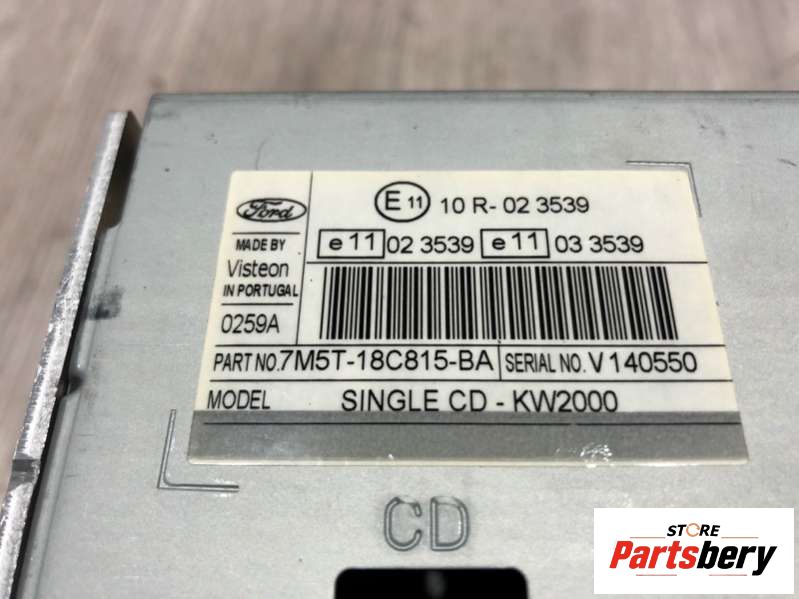 Ford
E 11 10 R- 02 3539
MADE BY
Visteon
IN PORTUGAL
e 11 02 3539 e 11 03 3539
0259A
PART NO. 7M5T-18C815-BA SERIAL NO. V 140550
MODEL SINGLE CD - KW2000
CD
STORE
Partsbery